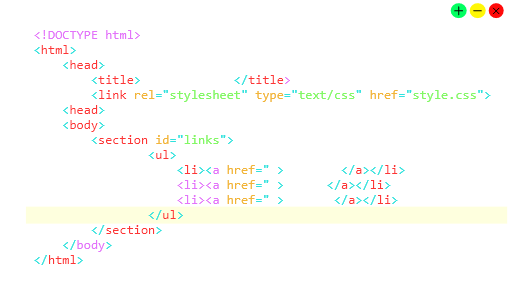 <!DOCTYPE html>
<html>
<head>
<title> </title>
<link rel="stylesheet" type="text/css" href="style.css">
<head>
<body>
<section id="links">
<ul>
<li><a href=" > </a></li>
<li><a href=" > </a></li>
<li><a href=" > </a></li>
</ul>
</section>
</body>
</html>